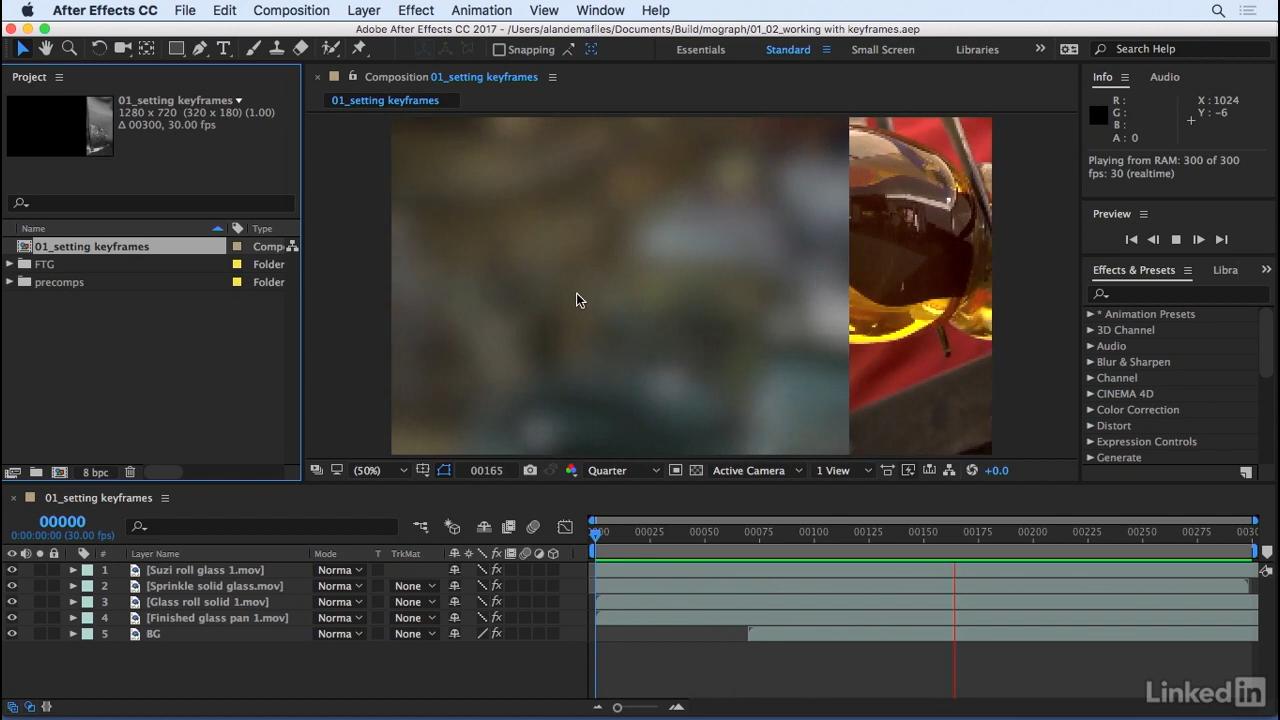 After Effects CC File Edit Composition Layer Effect Animation View Window Help
Adobe After Effects CC 2017 - /Users/alandemafiles/Documents/Build/mograph/01_02_working with keyframes.aep
Snapping Essentials Standard Small Screen Libraries Search Help
Project
01_setting keyframes
1280 x 720 (320 x 180) (1.00)
Δ 00300, 30.00 fps
Name Type
01_setting keyframes Comp
FTG Folder
precomps Folder
8 bpc
Composition 01_setting keyframes
01_setting keyframes
(50%) 00165 Quarter Active Camera 1 View +0.0
Info Audio
R : X : 1024
G : Y : -6
B :
A : 0
Playing from RAM: 300 of 300
fps: 30 (realtime)
Preview
Effects & Presets Libra
* Animation Presets
3D Channel
Audio
Blur & Sharpen
Channel
CINEMA 4D
Color Correction
Distort
Expression Controls
Generate
01_setting keyframes
00000
0:00:00:00 (30.00 fps)
00025 00050 00075 00100 00125 00150 00175 00200 00225 00250 00275
# Layer Name Mode T TrkMat
1 [Suzi roll glass 1.mov] Norma
2 [Sprinkle solid glass.mov] Norma None
3 [Glass roll solid 1.mov] Norma None
4 [Finished glass pan 1.mov] Norma None
5 BG Norma None
Linked in